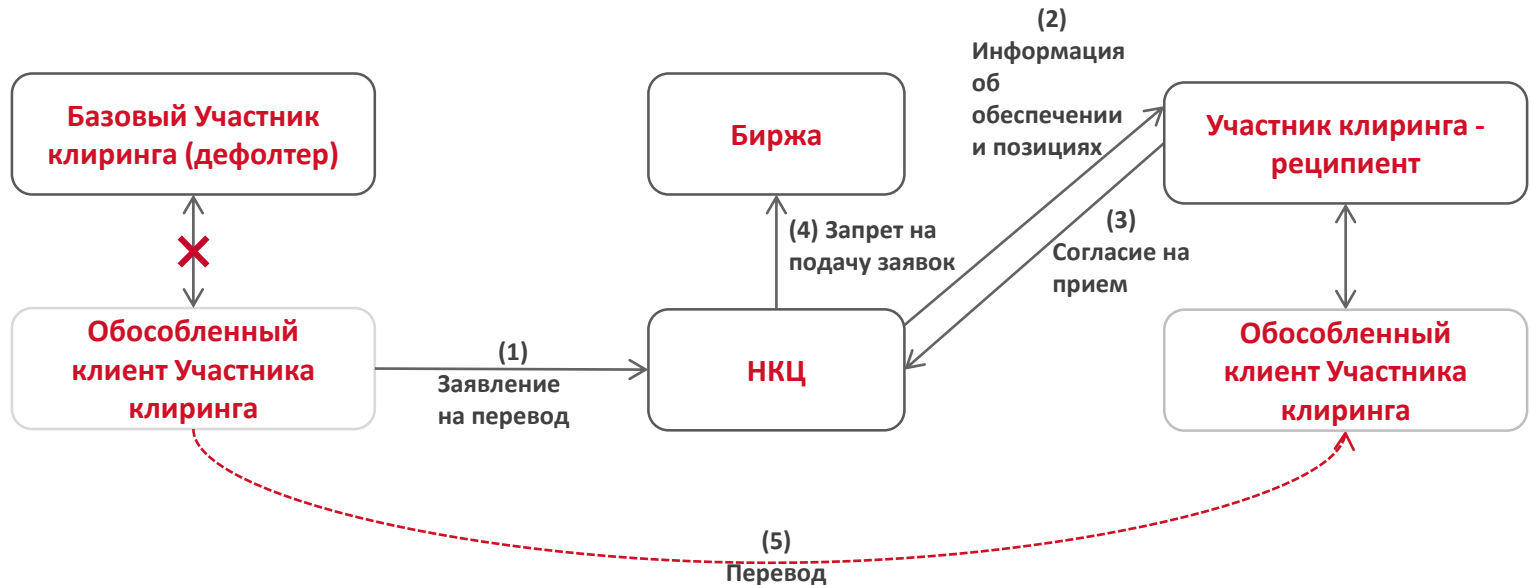 (2)
Информация
об
обеспечении
и позициях
Базовый Участник
клиринга (дефолтер)
Биржа
Участник клиринга -
реципиент
(4) Запрет на
подачу заявок
(3)
Согласие на
прием
Обособленный
клиент Участника
клиринга
(1)
Заявление
на перевод
НКЦ
Обособленный
клиент Участника
клиринга
(5)
Перевод